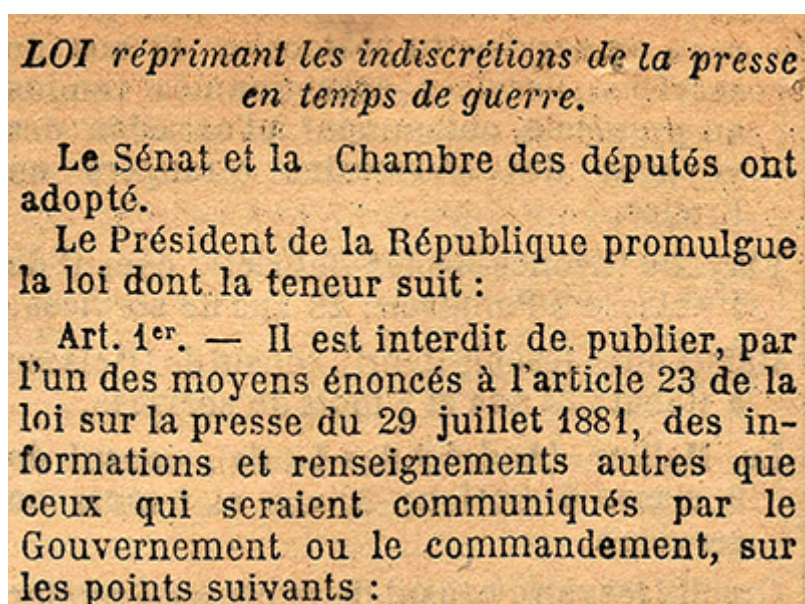 LOI réprimant les indiscrétions de la presse
en temps de guerre.
Le Sénat et la Chambre des députés ont
adopté.
Le Président de la République promulgue
la loi dont la teneur suit :
Art. 1er. — Il est interdit de publier, par
l'un des moyens énoncés à l'article 23 de la
loi sur la presse du 29 juillet 1881, des in-
formations et renseignements autres que
ceux qui seraient communiqués par le
Gouvernement ou le commandement, sur
les points suivants :